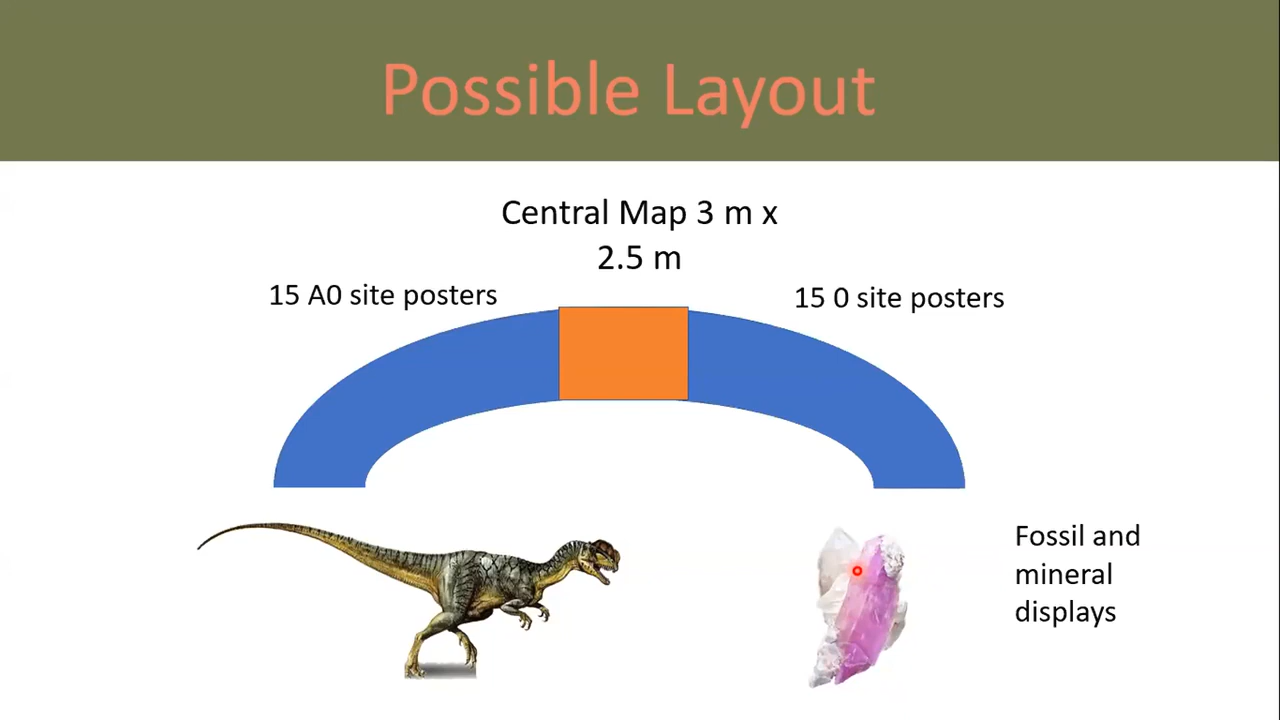 Possible Layout
Central Map 3 m x
2.5 m
15 A0 site posters
15 0 site posters
Fossil and
mineral
displays